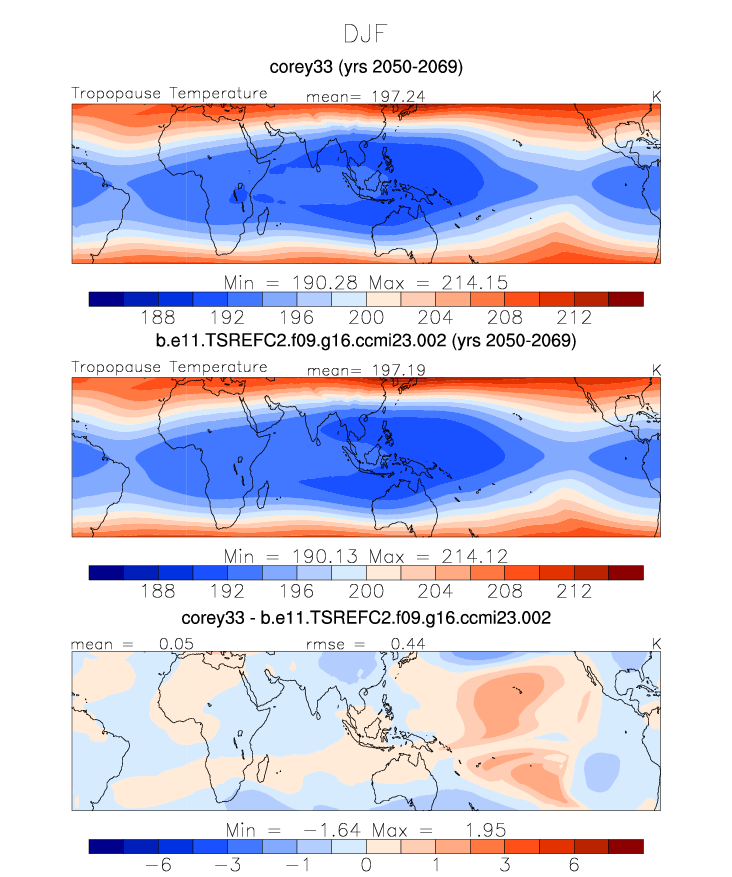 DJF
corey33 (yrs 2050-2069)
Tropopause Temperature mean= 197.24 K
Min = 190.28 Max = 214.15
188 192 196 200 204 208 212
b.e11.TSREFC2.f09.g16.ccmi23.002 (yrs 2050-2069)
Tropopause Temperature mean= 197.19 K
Min = 190.13 Max = 214.12
188 192 196 200 204 208 212
corey33 - b.e11.TSREFC2.f09.g16.ccmi23.002
mean = 0.05 rmse = 0.44 K
Min = -1.64 Max = 1.95
-6 -3 -1 0 1 3 6